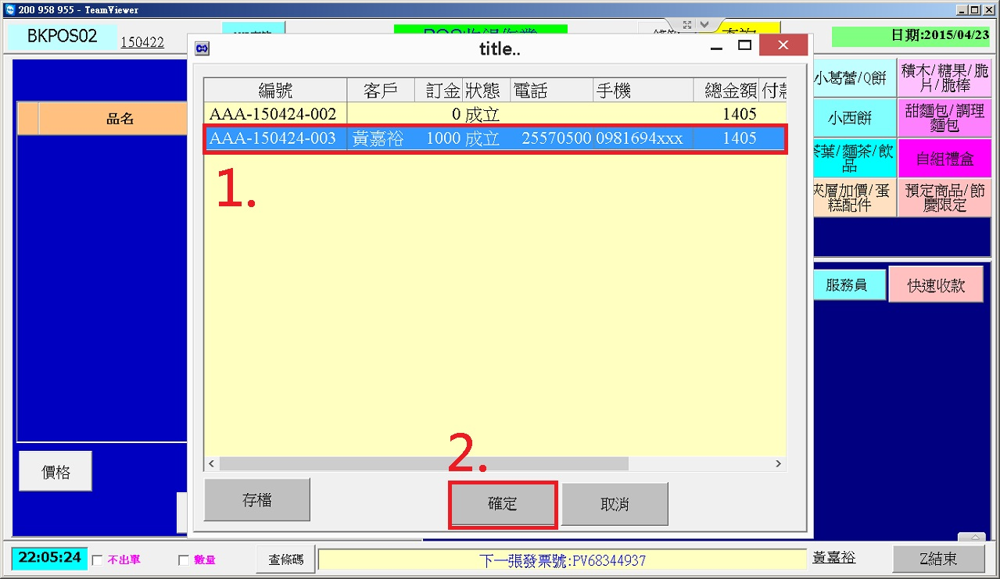 200 958 955 - TeamViewer
BKPOS02
150422
日期:2015/04/23
title..
編號 客戶 訂金 狀態 電話 手機 總金額
AAA-150424-002 0 成立 1405
AAA-150424-003 黃嘉裕 1000 成立 25570500 0981694xxx 1405
1.
2.
存檔
確定
取消
品名
價格
小葛蕾/Q餅
積木/糖果/脆
片/脆棒
小西餅
甜麵包/調理
麵包
茶葉/麵茶/飲
品
自組禮盒
夾層加價/蛋
糕配件
預定商品/節
慶限定
服務員
快速收款
22:05:24
不出單
數量
查條碼
下一張發票號:PV68344937
黃嘉裕
Z結束